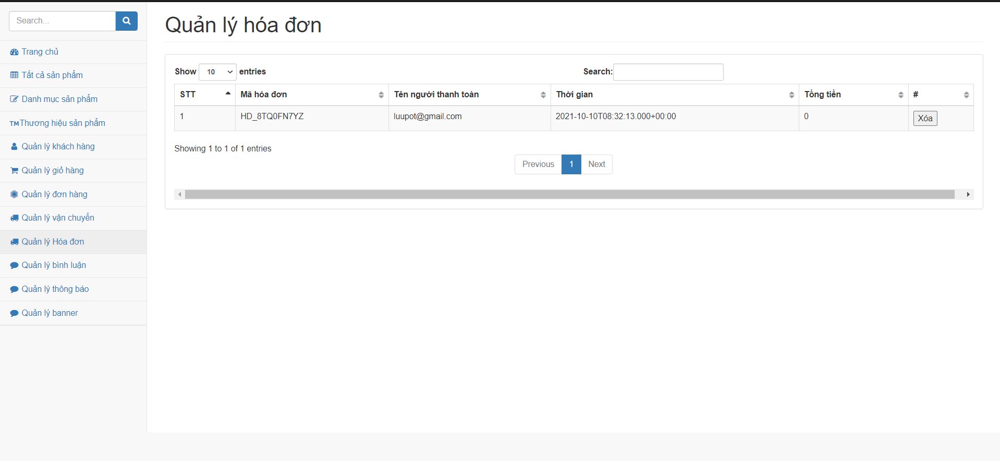 Search...
Trang chủ
Tất cả sản phẩm
Danh mục sản phẩm
TMThương hiệu sản phẩm
Quản lý khách hàng
Quản lý giỏ hàng
Quản lý đơn hàng
Quản lý vận chuyển
Quản lý Hóa đơn
Quản lý bình luận
Quản lý thông báo
Quản lý banner
Quản lý hóa đơn
Show 10 entries Search:
STT Mã hóa đơn Tên người thanh toán Thời gian Tổng tiền #
1 HD_8TQ0FN7YZ luupot@gmail.com 2021-10-10T08:32:13.000+00:00 0 Xóa
Showing 1 to 1 of 1 entries
Previous 1 Next